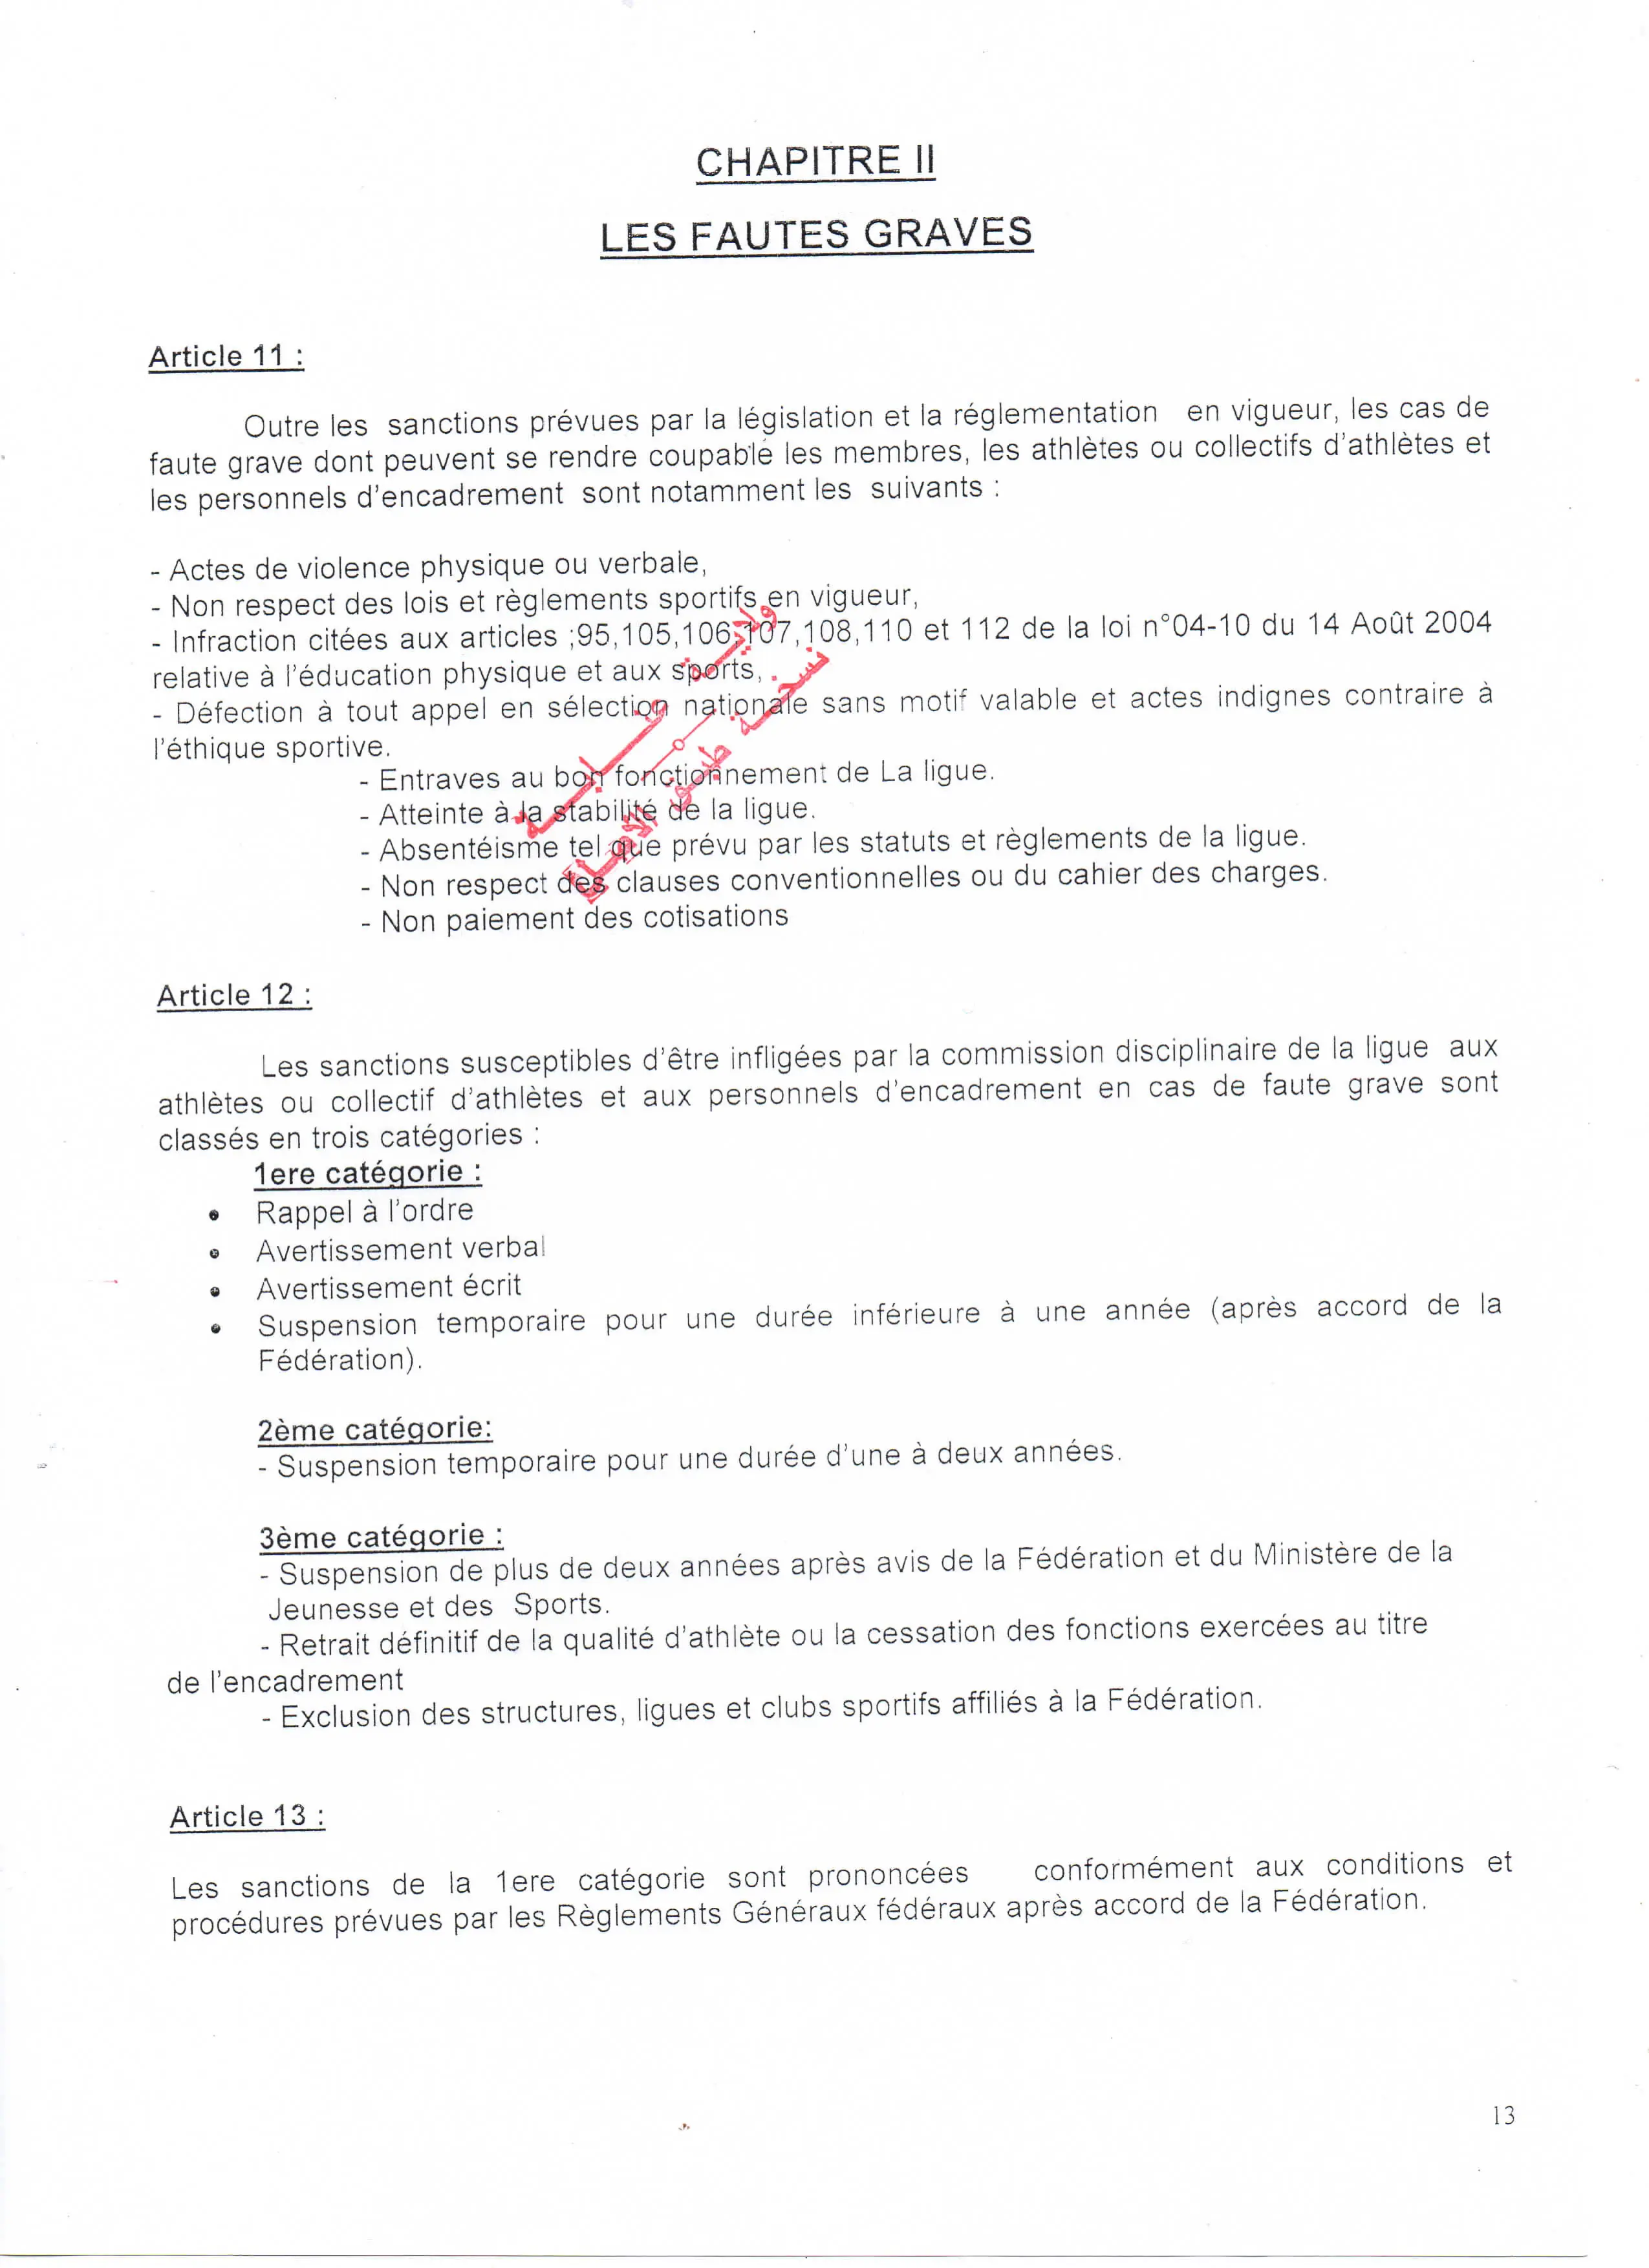 CHAPITRE II
LES FAUTES GRAVES
Article 11 :
Outre les sanctions prévues par la législation et la réglementation en vigueur, les cas de
faute grave dont peuvent se rendre coupable les membres, les athlètes ou collectifs d'athlètes et
les personnels d'encadrement sont notamment les suivants :
- Actes de violence physique ou verbale,
- Non respect des lois et règlements sportifs en vigueur,
- Infraction citées aux articles ;95,105,106,107,108,110 et 112 de la loi n°04-10 du 14 Août 2004
relative à l'éducation physique et aux sports,
- Défection à tout appel en sélection nationale sans motif valable et actes indignes contraire à
l'éthique sportive.
- Entraves au bon fonctionnement de La ligue.
- Atteinte à la stabilité de la ligue.
- Absentéisme tel que prévu par les statuts et règlements de la ligue.
- Non respect des clauses conventionnelles ou du cahier des charges.
- Non paiement des cotisations
ولاية عنابة
نسخة طبق الأصل
Article 12 :
Les sanctions susceptibles d'être infligées par la commission disciplinaire de la ligue aux
athlètes ou collectif d'athlètes et aux personnels d'encadrement en cas de faute grave sont
classés en trois catégories :
1ere catégorie :
• Rappel à l'ordre
• Avertissement verbal
• Avertissement écrit
• Suspension temporaire pour une durée inférieure à une année (après accord de la
Fédération).
2ème catégorie:
- Suspension temporaire pour une durée d'une à deux années.
3ème catégorie :
- Suspension de plus de deux années après avis de la Fédération et du Ministère de la
Jeunesse et des Sports.
- Retrait définitif de la qualité d'athlète ou la cessation des fonctions exercées au titre
de l'encadrement
- Exclusion des structures, ligues et clubs sportifs affiliés à la Fédération.
Article 13 :
Les sanctions de la 1ere catégorie sont prononcées conformément aux conditions et
procédures prévues par les Règlements Généraux fédéraux après accord de la Fédération.
13